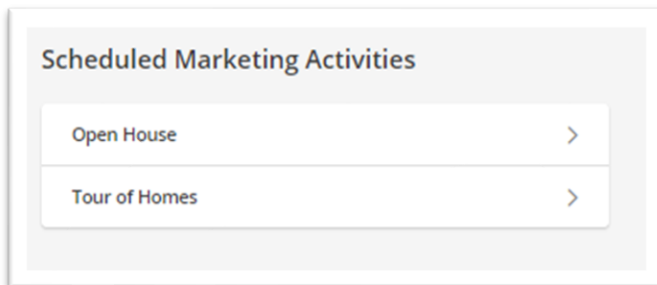 Scheduled Marketing Activities
Open House
Tour of Homes